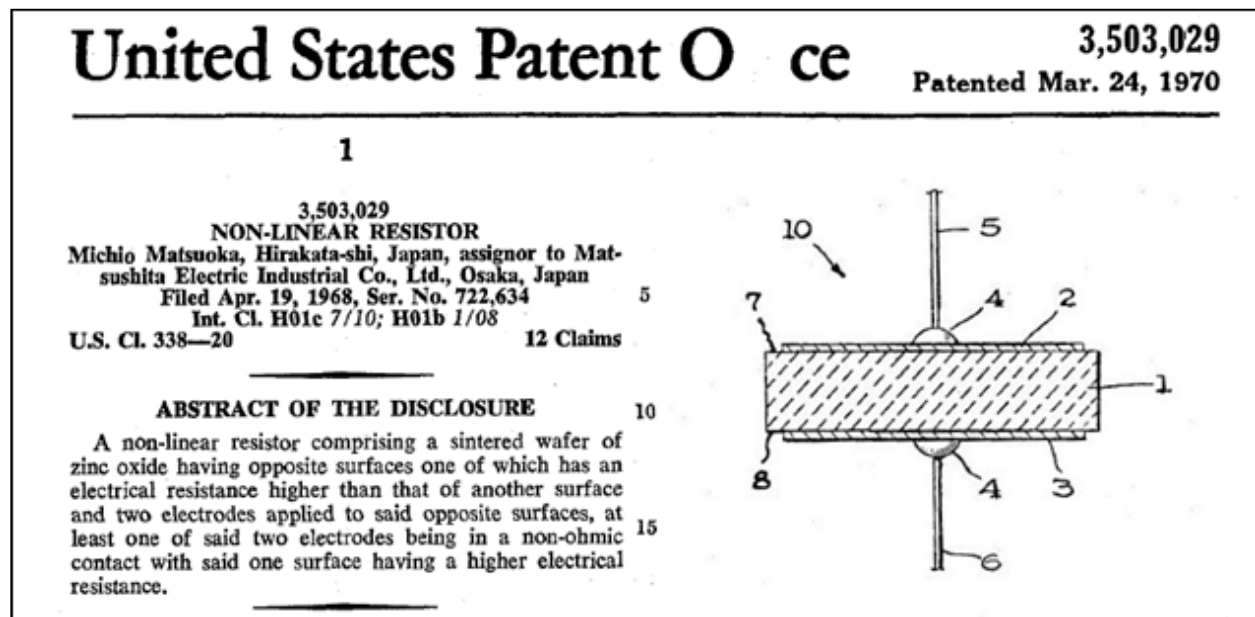 United States Patent O ce
3,503,029
Patented Mar. 24, 1970
1
3,503,029
NON-LINEAR RESISTOR
Michio Matsuoka, Hirakata-shi, Japan, assignor to Mat-
sushita Electric Industrial Co., Ltd., Osaka, Japan
Filed Apr. 19, 1968, Ser. No. 722,634
5
Int. Cl. H01c 7/10; H01b 1/08
U.S. Cl. 338—20
12 Claims
ABSTRACT OF THE DISCLOSURE
10
A non-linear resistor comprising a sintered wafer of
zinc oxide having opposite surfaces one of which has an
electrical resistance higher than that of another surface
and two electrodes applied to said opposite surfaces, at
least one of said two electrodes being in a non-ohmic
15
contact with said one surface having a higher electrical
resistance.
10
5
7
4
2
1
8
4
3
6